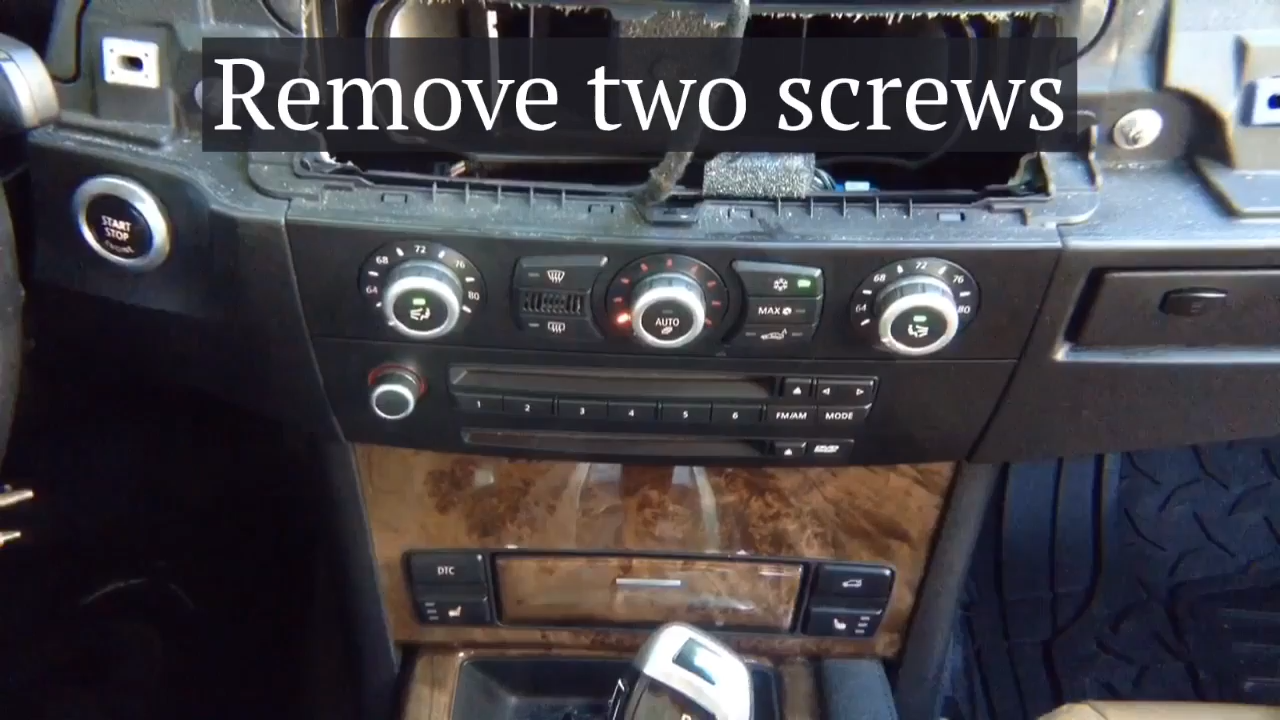 Remove two screws
START
STOP
68 72 76
64 80
AUTO
MAX
68 72 76
64 80
1 2 3 4 5 6 FM/AM MODE
DVD
DTC